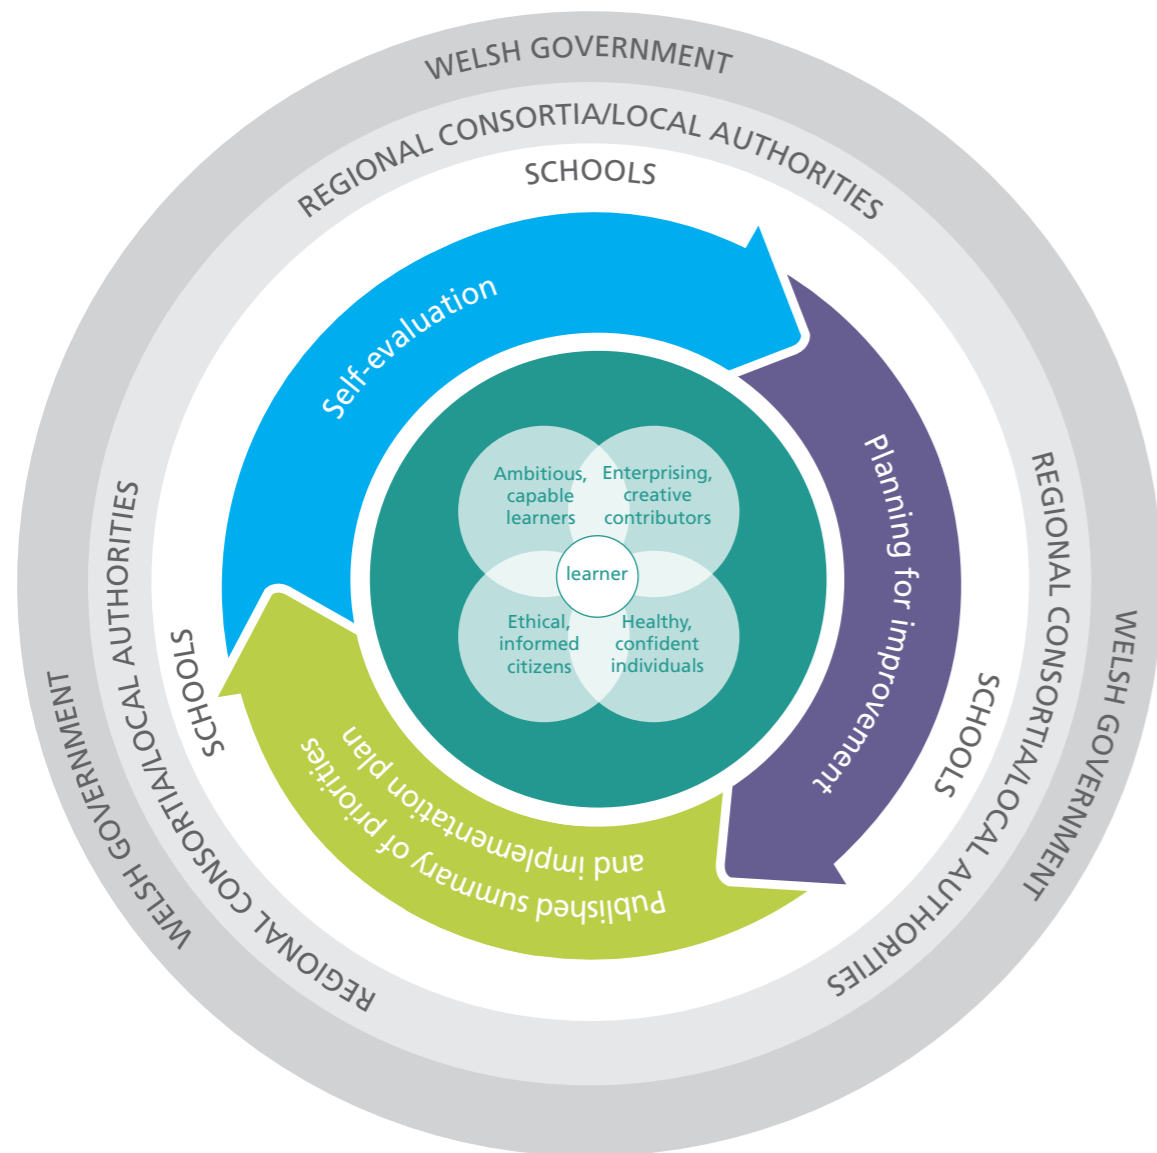 WELSH GOVERNMENT
REGIONAL CONSORTIA/LOCAL AUTHORITIES
SCHOOLS
Self-evaluation
Planning for improvement
Published summary of priorities
and implementation plan
Ambitious,
capable
learners
Enterprising,
creative
contributors
learner
Ethical,
informed
citizens
Healthy,
confident
individuals
SCHOOLS
REGIONAL CONSORTIA/LOCAL AUTHORITIES
WELSH GOVERNMENT
SCHOOLS
REGIONAL CONSORTIA/LOCAL AUTHORITIES
WELSH GOVERNMENT